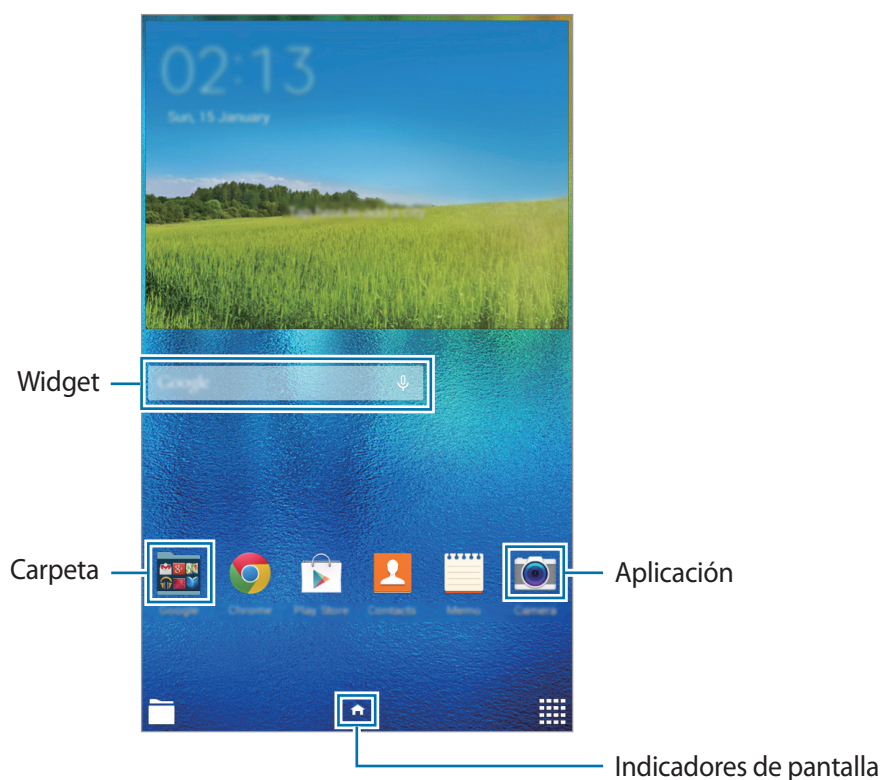 02:13
Sun, 15 January
Widget
Google
Carpeta
Aplicación
Google
Chrome
Play Store
Contacts
Memo
Camera
Indicadores de pantalla